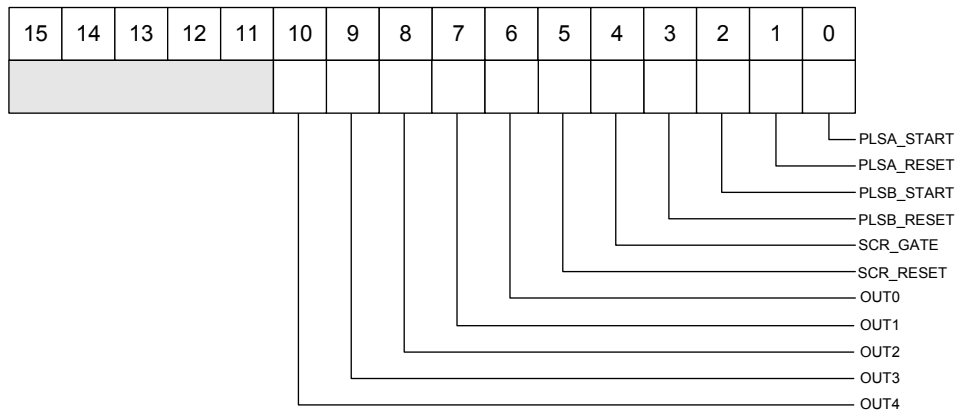 15 14 13 12 11 10 9 8 7 6 5 4 3 2 1 0
PLSA_START
PLSA_RESET
PLSB_START
PLSB_RESET
SCR_GATE
SCR_RESET
OUT0
OUT1
OUT2
OUT3
OUT4